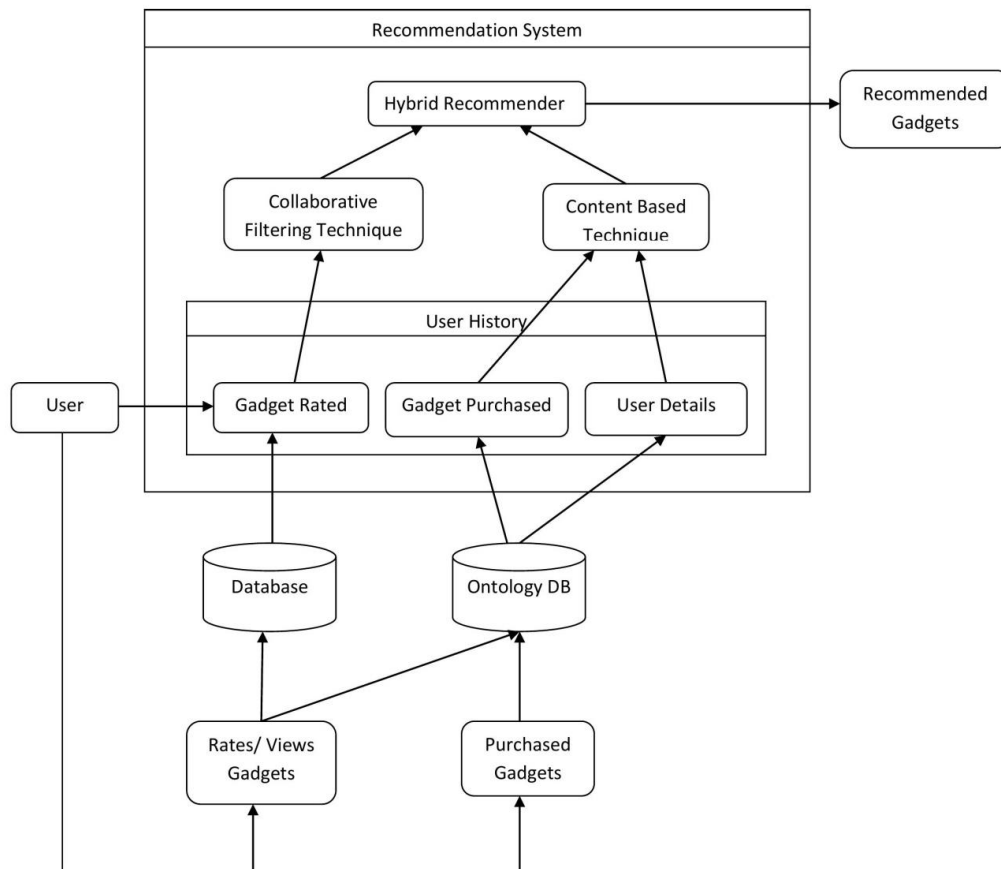 Recommendation System
Hybrid Recommender
Recommended
Gadgets
Collaborative
Filtering Technique
Content Based
Technique
User History
User
Gadget Rated
Gadget Purchased
User Details
Database
Ontology DB
Rates/ Views
Gadgets
Purchased
Gadgets